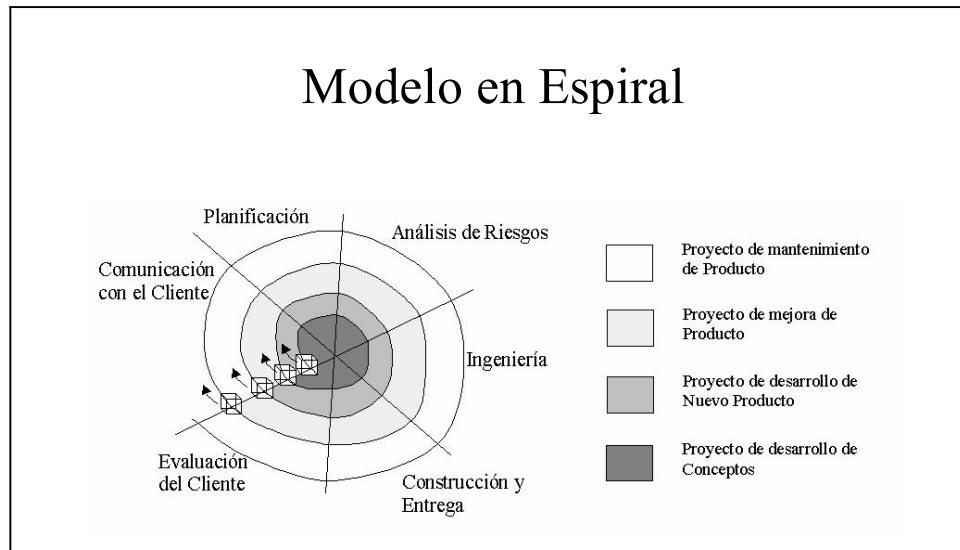 Modelo en Espiral
Planificación
Análisis de Riesgos
Comunicación
con el Cliente
Ingeniería
Evaluación
del Cliente
Construcción y
Entrega
Proyecto de mantenimiento
de Producto
Proyecto de mejora de
Producto
Proyecto de desarrollo de
Nuevo Producto
Proyecto de desarrollo de
Conceptos